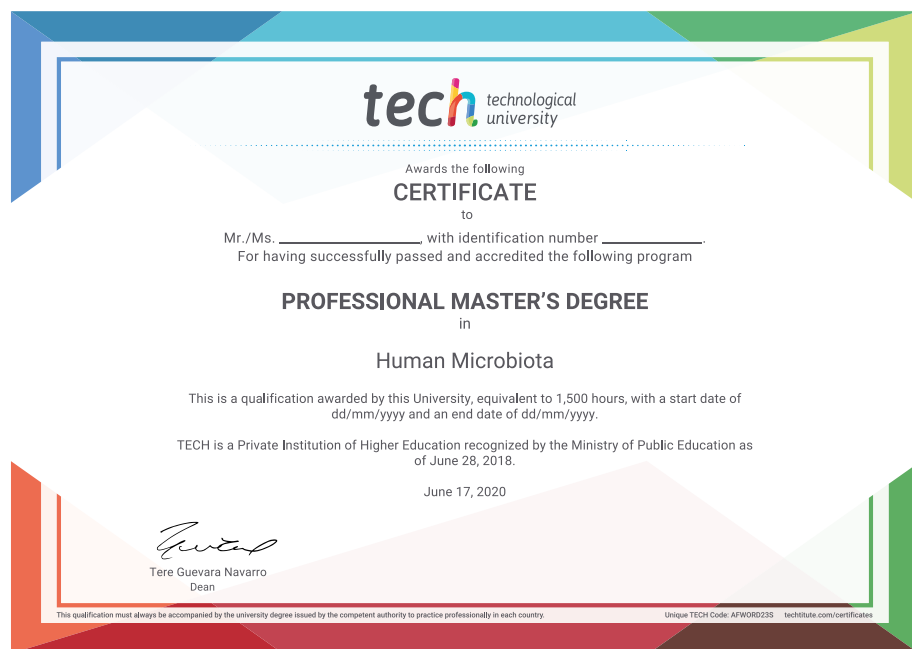 tech technological
university
Awards the following
CERTIFICATE
to
Mr./Ms. ____________________, with identification number ______________.
For having successfully passed and accredited the following program
PROFESSIONAL MASTER'S DEGREE
in
Human Microbiota
This is a qualification awarded by this University, equivalent to 1,500 hours, with a start date of
dd/mm/yyyy and an end date of dd/mm/yyyy.
TECH is a Private Institution of Higher Education recognized by the Ministry of Public Education as
of June 28, 2018.
June 17, 2020
Tere Guevara Navarro
Dean
This qualification must always be accompanied by the university degree issued by the competent authority to practice professionally in each country.
Unique TECH Code: AFWORD23S techtitute.com/certificates